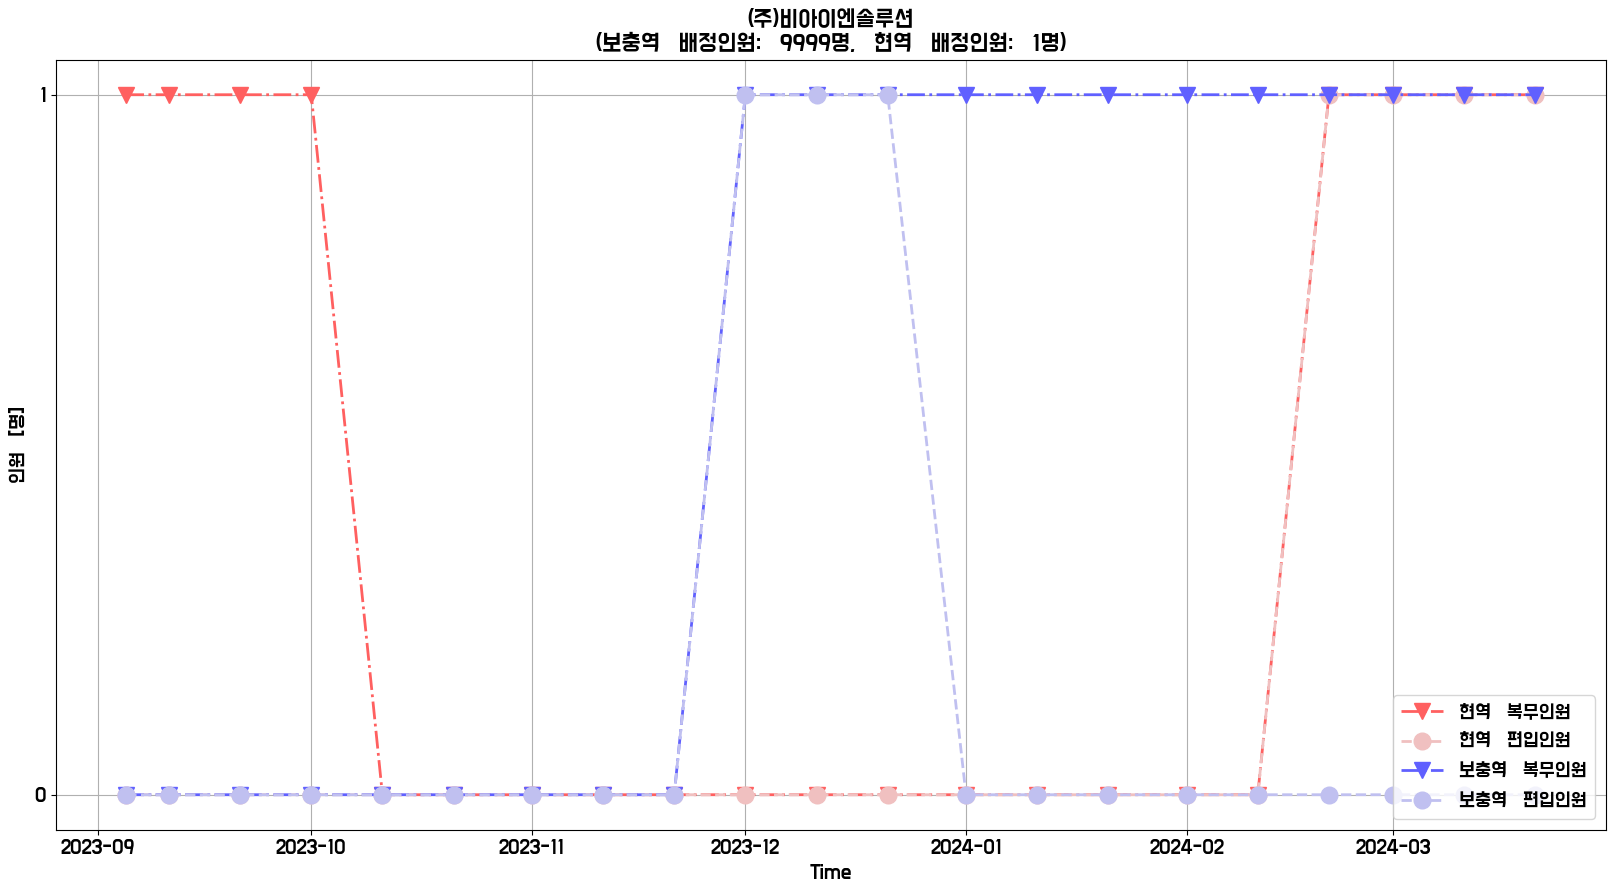 (주)비아이엔솔루션
(보충역 배정인원: 9999명, 현역 배정인원: 1명)
인원 [명]
1
0
2023-09 2023-10 2023-11 2023-12 2024-01 2024-02 2024-03
Time
현역 복무인원
현역 편입인원
보충역 복무인원
보충역 편입인원